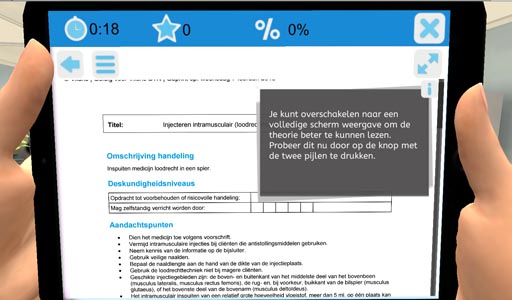 0:18
0
0%
Titel: Injecteren intramusculair (loodrec
Je kunt overschakelen naar een
volledige scherm weergave om de
theorie beter te kunnen lezen.
Probeer dit nu door op de knop met
de twee pijlen te drukken.
Omschrijving handeling
Inspuiten medicijn loodrecht in een spier.
Deskundigheidsniveaus
Opdracht tot voorbehouden of risicovolle handeling:
Mag zelfstandig verricht worden door:
Aandachtspunten
• Dien het medicijn toe volgens voorschrift.
• Vermijd intramusculaire injecties bij cliënten die antistollingsmiddelen gebruiken.
• Neem kennis van de informatie op de bijsluiter.
• Gebruik veilige naalden.
• Bepaal de naaldlengte aan de hand van de dikte van de injectieplaats.
• Gebruik de loodrechttechniek niet bij magere cliënten.
• Geschikte injectiegebieden zijn: de boven- en buitenkant van het middelste deel van het bovenbeen
(musculus lateralis, musculus rectus femoris), de rug- en, bij voorkeur, buikkant van de bilspier (musculus
gluteaus), of het bovenste deel van de bovenarm (musculus deltoideus).
• Het intramusculair inspuiten van een relatief grote hoeveelheid vloeistof, meer dan 5 ml, op één plaats kan